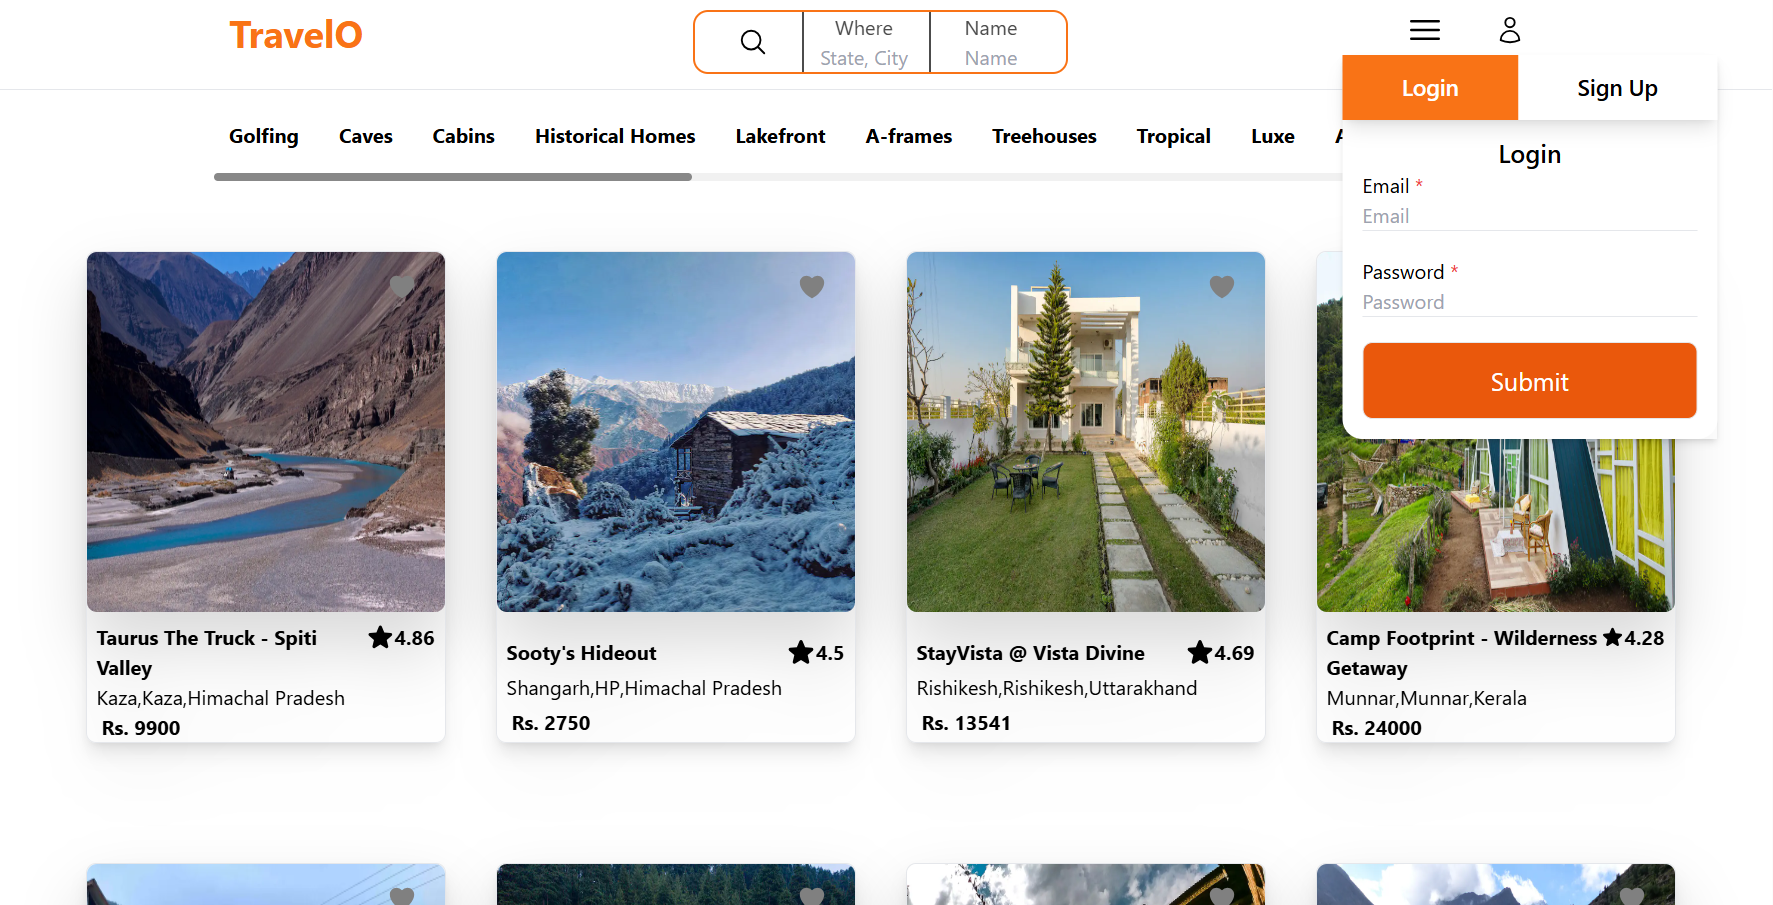 TravelO
Where
State, City
Name
Name
Login
Sign Up
Golfing
Caves
Cabins
Historical Homes
Lakefront
A-frames
Treehouses
Tropical
Luxe
Login
Email *
Email
Password *
Password
Submit
Taurus The Truck - Spiti
Valley
4.86
Kaza,Kaza,Himachal Pradesh
Rs. 9900
Sooty's Hideout
4.5
Shangarh,HP,Himachal Pradesh
Rs. 2750
StayVista @ Vista Divine
4.69
Rishikesh,Rishikesh,Uttarakhand
Rs. 13541
Camp Footprint - Wilderness
Getaway
4.28
Munnar,Munnar,Kerala
Rs. 24000